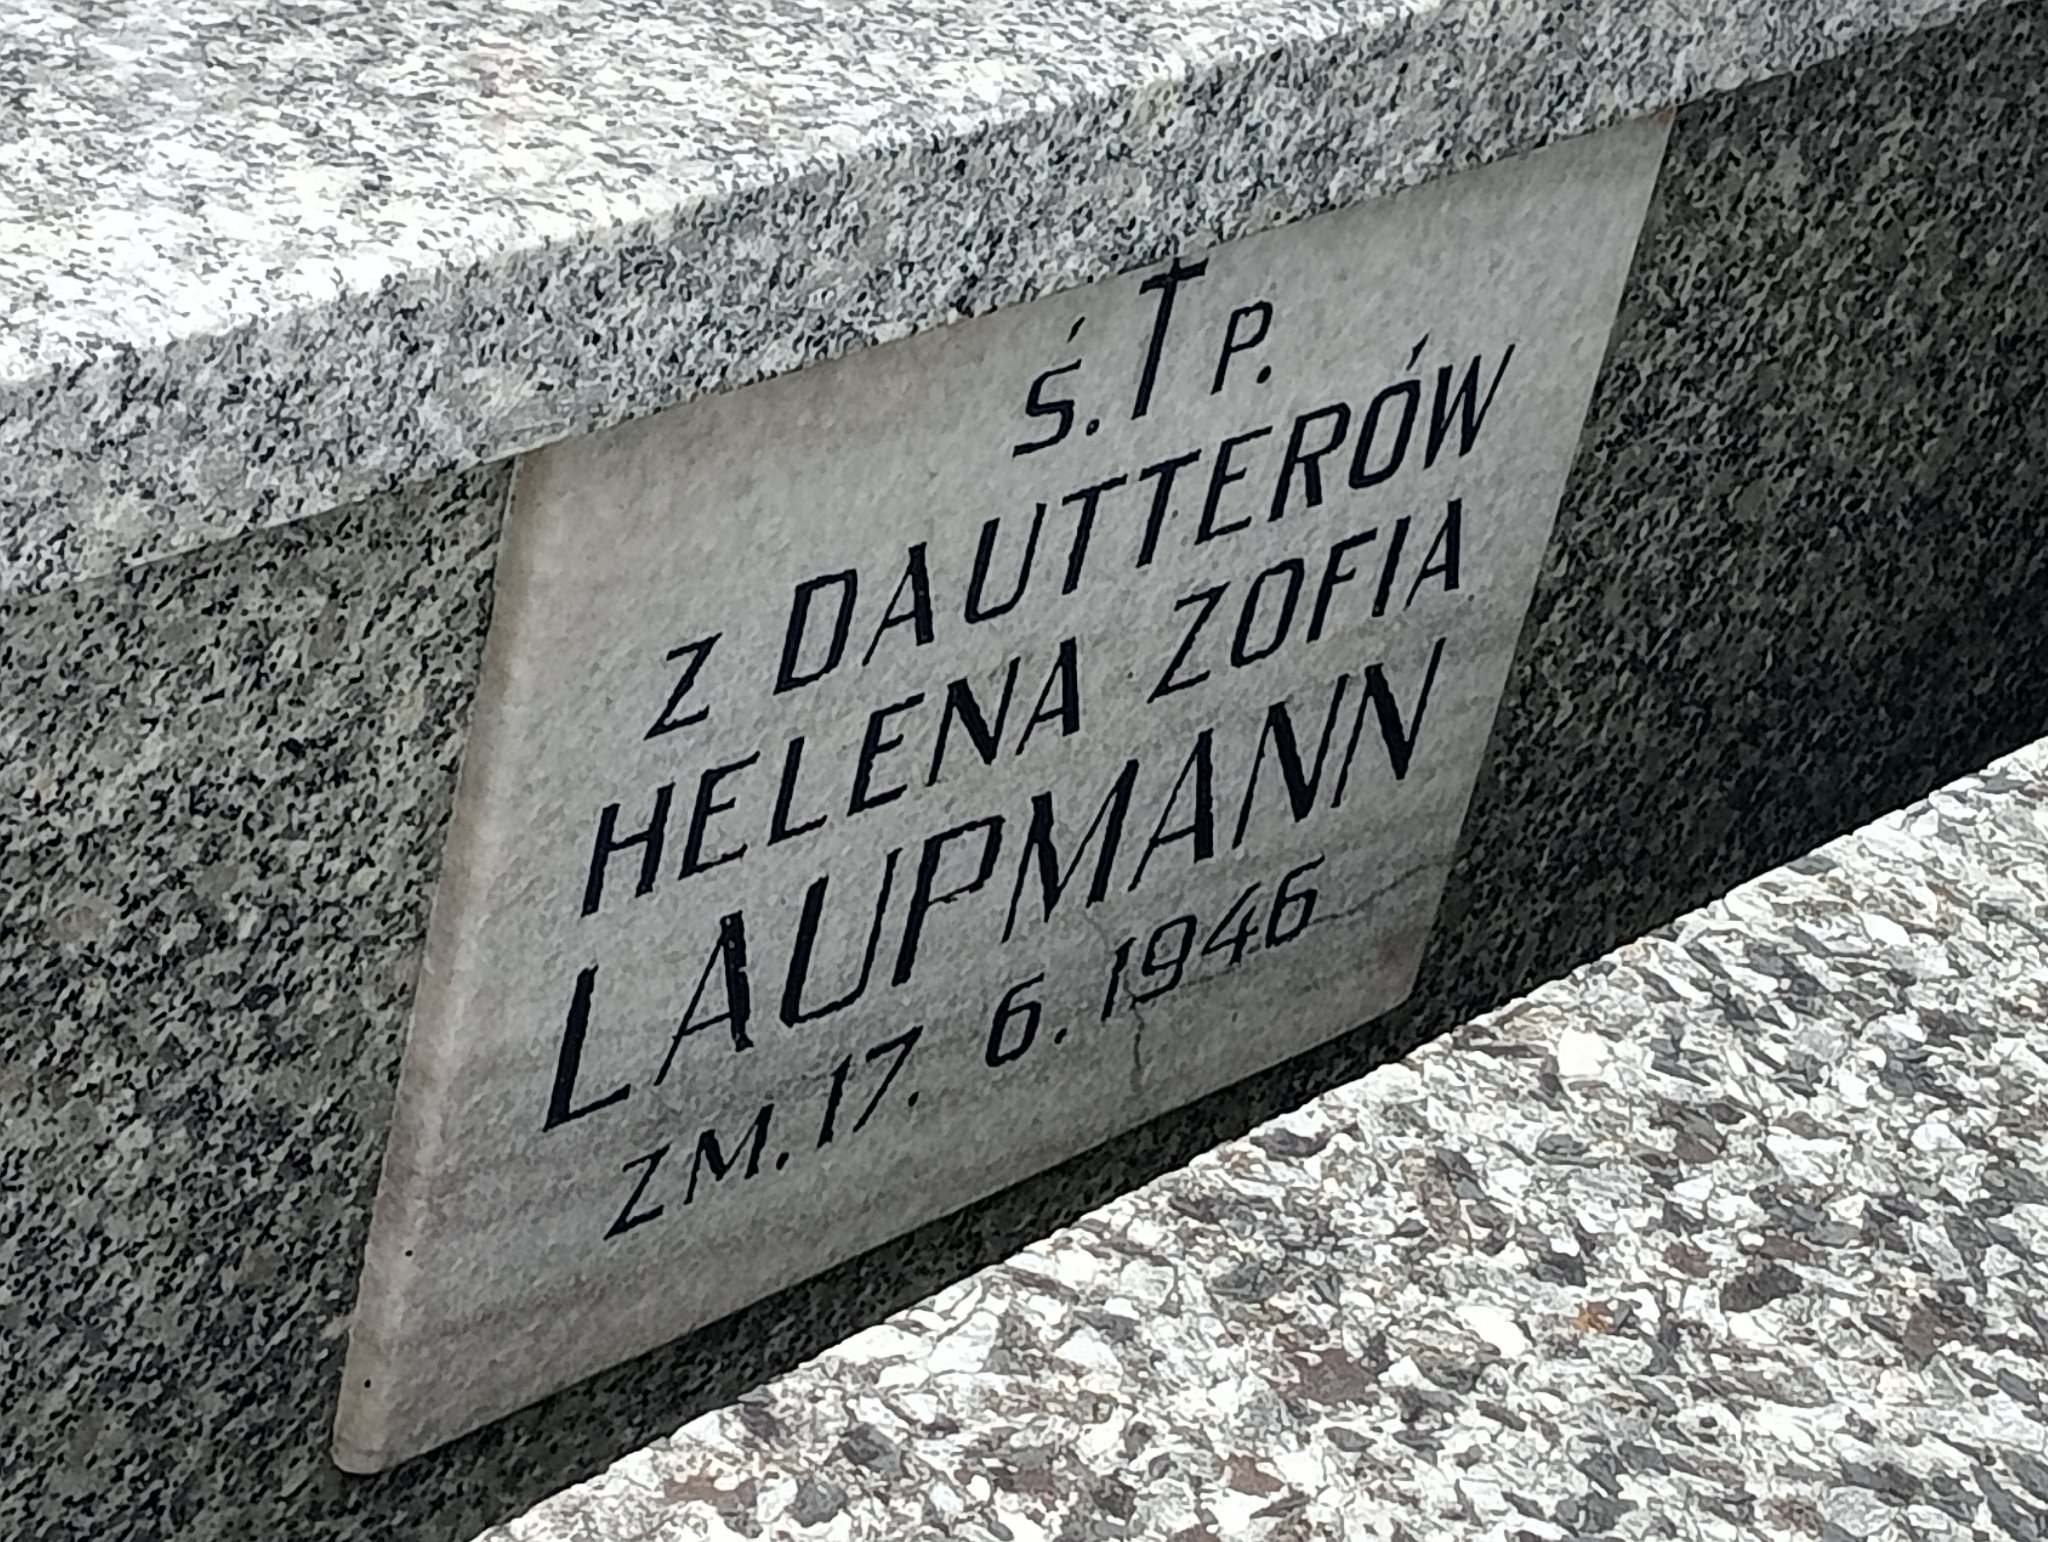 Ś. † P.
Z DAUTTERÓW
HELENA ZOFIA
LAUPMANN
ZM. 17. 6. 1946